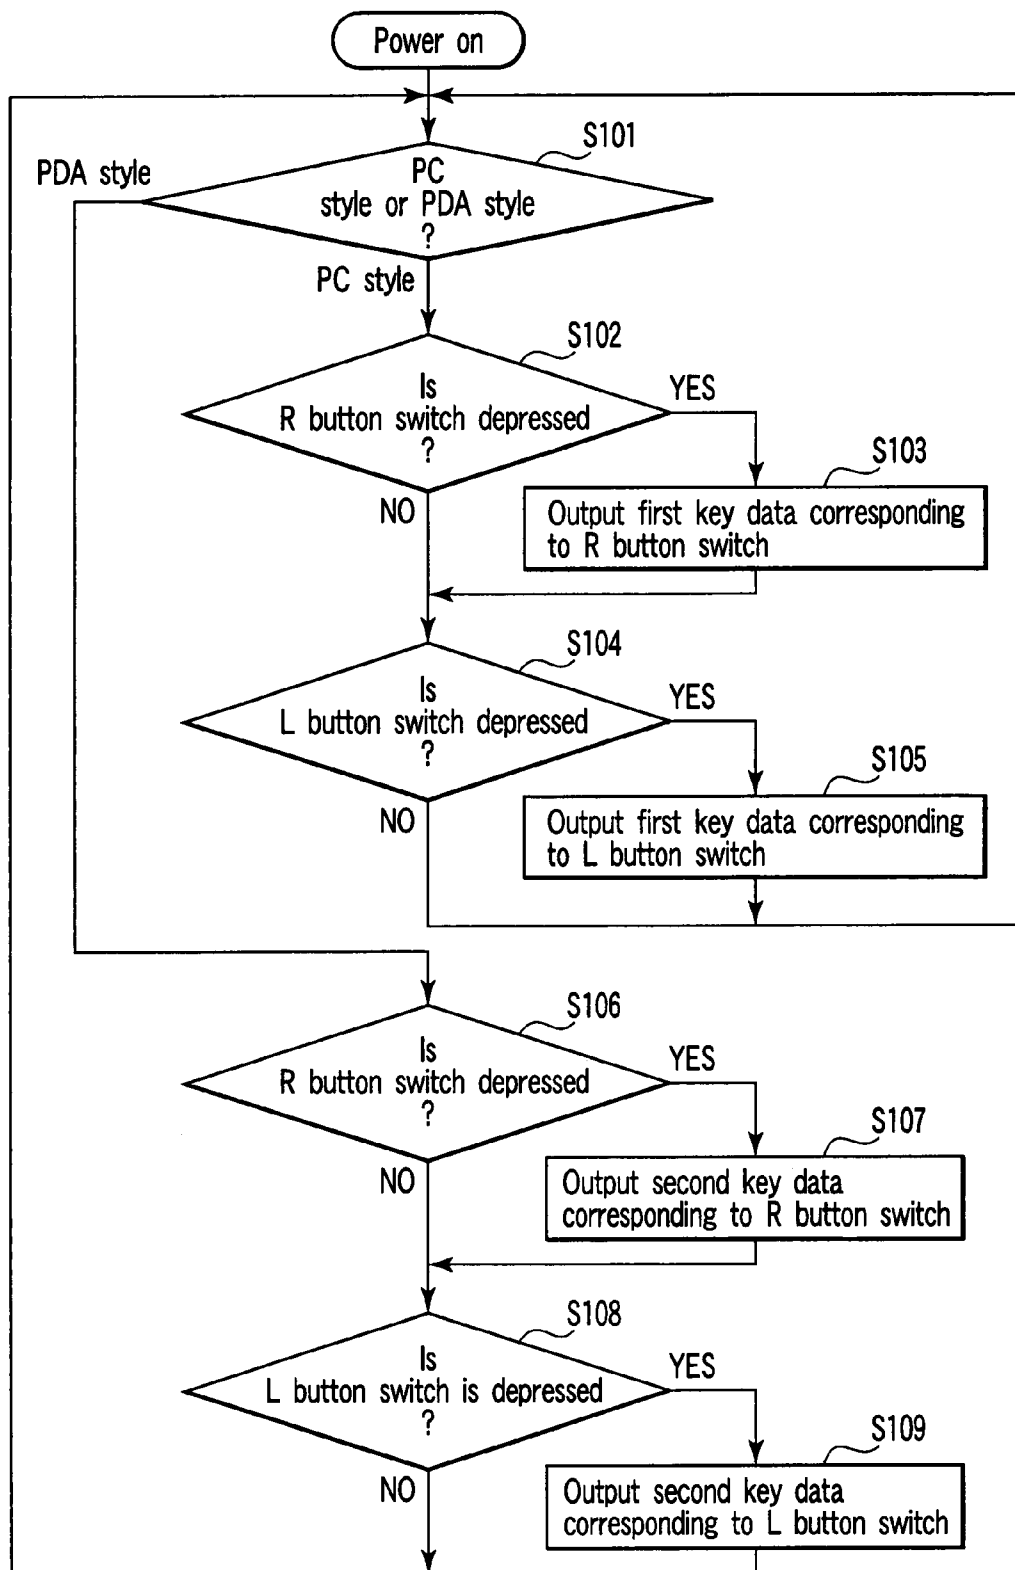 Power on
S101
PDA style
PC
style or PDA style
?
PC style
S102
Is
R button switch depressed
?
YES
NO
S103
Output first key data corresponding
to R button switch
S104
Is
L button switch depressed
?
YES
NO
S105
Output first key data corresponding
to L button switch
S106
Is
R button switch depressed
?
YES
NO
S107
Output second key data
corresponding to R button switch
S108
Is
L button switch is depressed
?
YES
NO
S109
Output second key data
corresponding to L button switch